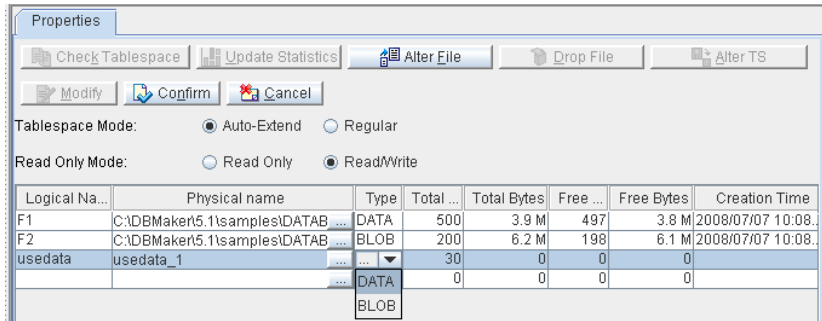 Properties
Check Tablespace Update Statistics Alter File Drop File Alter TS
Modify Confirm Cancel
Tablespace Mode: Auto-Extend Regular
Read Only Mode: Read Only Read/Write
Logical Na... Physical name Type Total ... Total Bytes Free ... Free Bytes Creation Time
F1 C:\DBMaker\5.1\samples\DATAB ... DATA 500 3.9 M 497 3.8 M 2008/07/07 10:08..
F2 C:\DBMaker\5.1\samples\DATAB ... BLOB 200 6.2 M 198 6.1 M 2008/07/07 10:08..
usedata usedata_1 ... ... 30 0 0 0
... DATA 0 0 0 0
BLOB